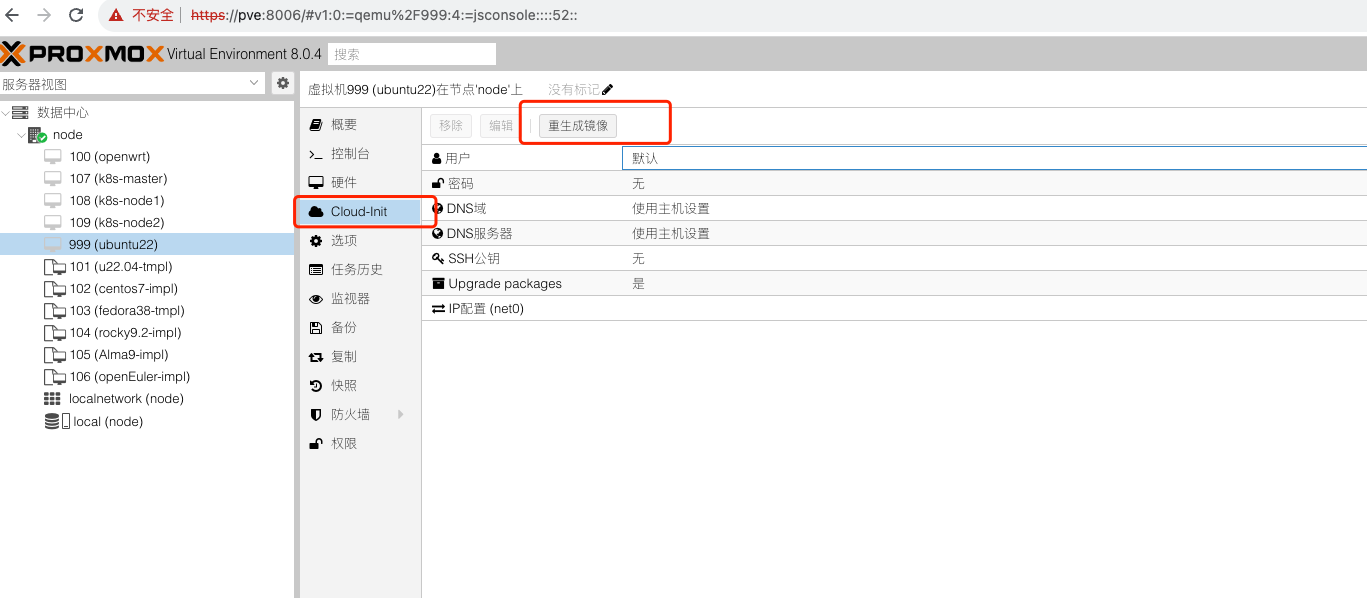 不安全 https://pve:8006/#v1:0:=qemu%2F999:4:=jsconsole::::52::
PROXMOX Virtual Environment 8.0.4 搜索
服务器视图
虚拟机999 (ubuntu22)在节点'node'上 没有标记
数据中心
node
100 (openwrt)
107 (k8s-master)
108 (k8s-node1)
109 (k8s-node2)
999 (ubuntu22)
101 (u22.04-tmpl)
102 (centos7-impl)
103 (fedora38-tmpl)
104 (rocky9.2-impl)
105 (Alma9-impl)
106 (openEuler-impl)
localnetwork (node)
local (node)
概要
控制台
硬件
Cloud-Init
选项
任务历史
监视器
备份
复制
快照
防火墙
权限
移除 编辑 重生成镜像
用户 默认
密码 无
DNS域 使用主机设置
DNS服务器 使用主机设置
SSH公钥 无
Upgrade packages 是
IP配置 (net0)